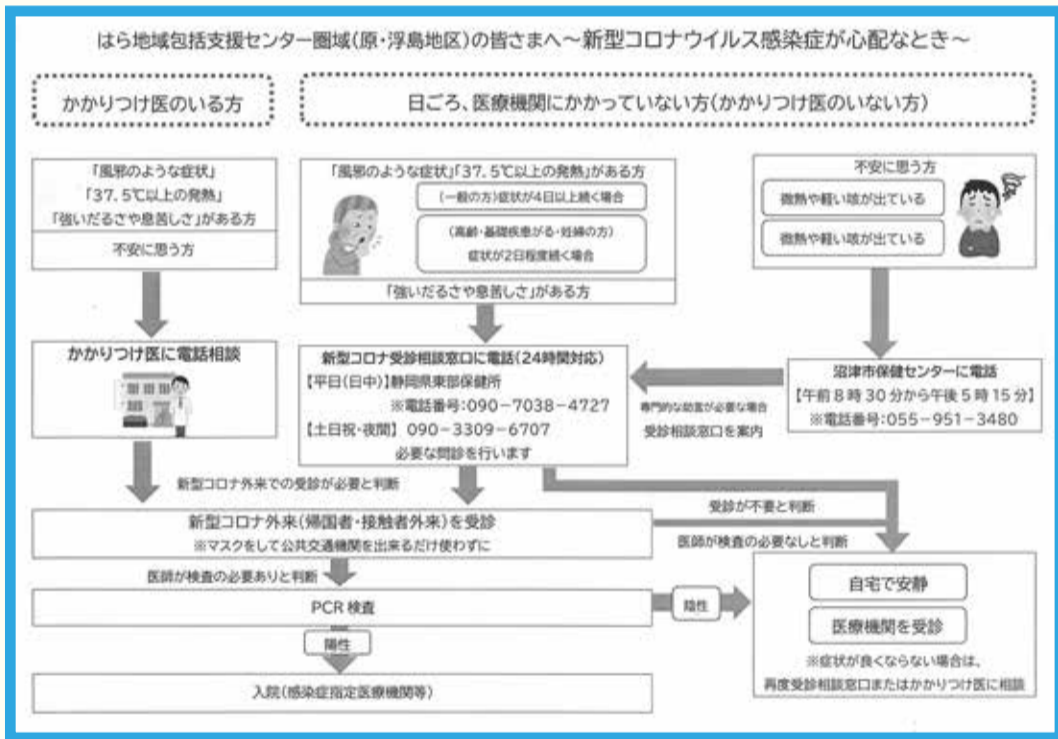 はら地域包括支援センター圏域(原・浮島地区)の皆さまへ～新型コロナウイルス感染症が心配なとき～
かかりつけ医のいる方
日ごろ、医療機関にかかっていない方(かかりつけ医のいない方)
「風邪のような症状」
「37.5℃以上の発熱」
「強いだるさや息苦しさ」がある方
不安に思う方
「風邪のような症状」「37.5℃以上の発熱」がある方
(一般の方)症状が4日以上続く場合
(高齢・基礎疾患がる・妊婦の方)
症状が2日程度続く場合
「強いだるさや息苦しさ」がある方
不安に思う方
微熱や軽い咳が出ている
微熱や軽い咳が出ている
かかりつけ医に電話相談
新型コロナ受診相談窓口に電話(24時間対応)
【平日(日中)】静岡県東部保健所
※電話番号:090-7038-4727
【土日祝・夜間】 090-3309-6707
必要な問診を行います
専門的な助言が必要な場合
受診相談窓口を案内
沼津市保健センターに電話
【午前8時30分から午後5時15分】
※電話番号:055-951-3480
新型コロナ外来での受診が必要と判断
受診が不要と判断
新型コロナ外来(帰国者・接触者外来)を受診
※マスクをして公共交通機関を出来るだけ使わずに
医師が検査の必要なしと判断
医師が検査の必要ありと判断
PCR検査
陰性
陽性
入院(感染症指定医療機関等)
自宅で安静
医療機関を受診
※症状が良くならない場合は、
再度受診相談窓口またはかかりつけ医に相談